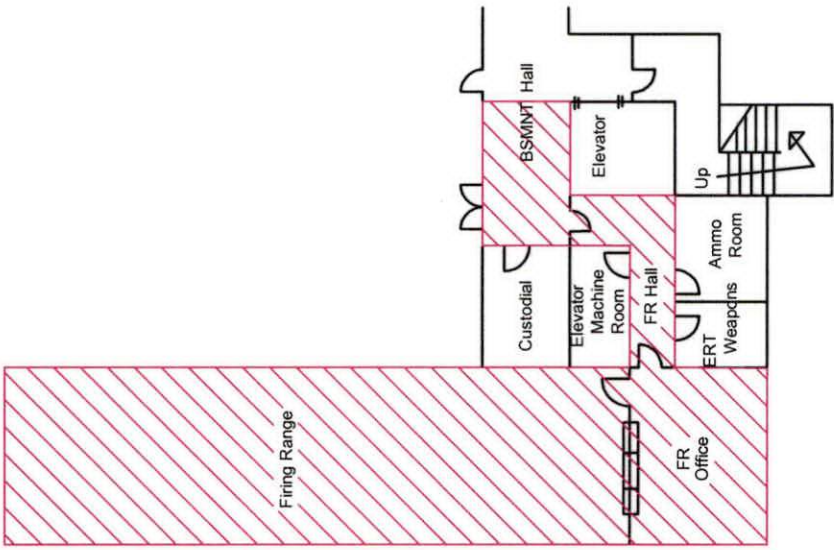 Firing Range
FR
Office
Custodial
Elevator
Machine
Room
FR Hall
ERT
Weapons
Ammo
Room
BSMNT Hall
Elevator
Up